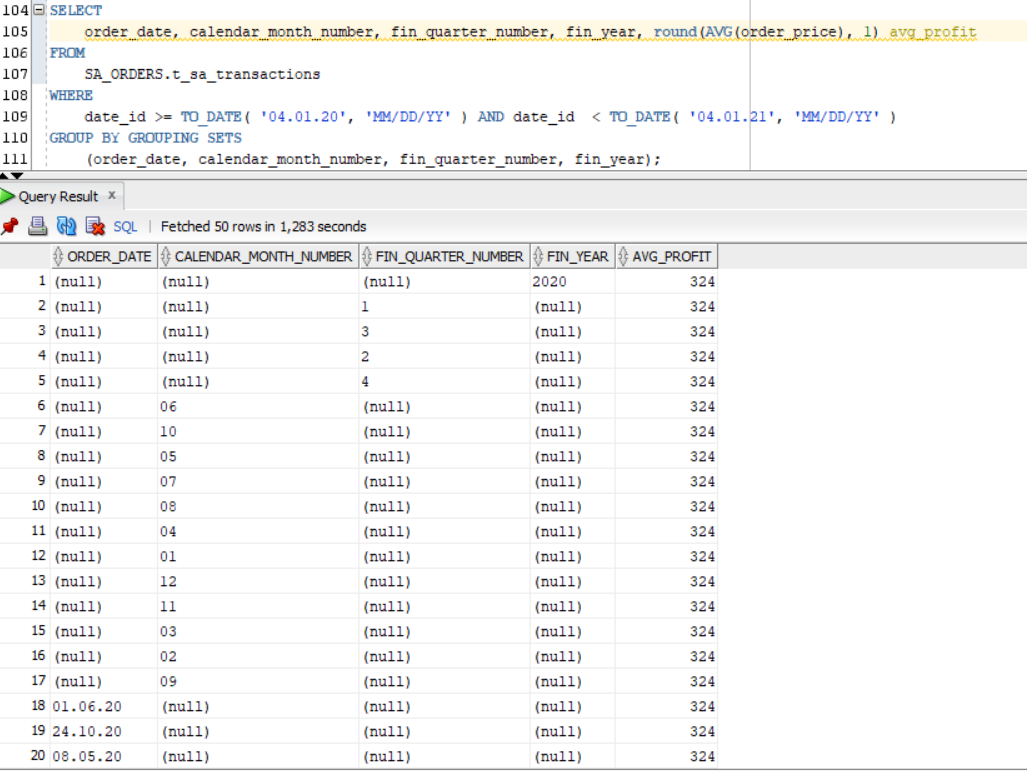 104 SELECT
105 order_date, calendar_month_number, fin_quarter_number, fin_year, round(AVG(order_price), 1) avg_profit
106 FROM
107 SA_ORDERS.t_sa_transactions
108 WHERE
109 date_id >= TO_DATE( '04.01.20', 'MM/DD/YY' ) AND date_id < TO_DATE( '04.01.21', 'MM/DD/YY' )
110 GROUP BY GROUPING SETS
111 (order_date, calendar_month_number, fin_quarter_number, fin_year);
Query Result x
SQL | Fetched 50 rows in 1,283 seconds
ORDER_DATE CALENDAR_MONTH_NUMBER FIN_QUARTER_NUMBER FIN_YEAR AVG_PROFIT
1 (null) (null) (null) 2020 324
2 (null) (null) 1 (null) 324
3 (null) (null) 3 (null) 324
4 (null) (null) 2 (null) 324
5 (null) (null) 4 (null) 324
6 (null) 06 (null) (null) 324
7 (null) 10 (null) (null) 324
8 (null) 05 (null) (null) 324
9 (null) 07 (null) (null) 324
10 (null) 08 (null) (null) 324
11 (null) 04 (null) (null) 324
12 (null) 01 (null) (null) 324
13 (null) 12 (null) (null) 324
14 (null) 11 (null) (null) 324
15 (null) 03 (null) (null) 324
16 (null) 02 (null) (null) 324
17 (null) 09 (null) (null) 324
18 01.06.20 (null) (null) (null) 324
19 24.10.20 (null) (null) (null) 324
20 08.05.20 (null) (null) (null) 324